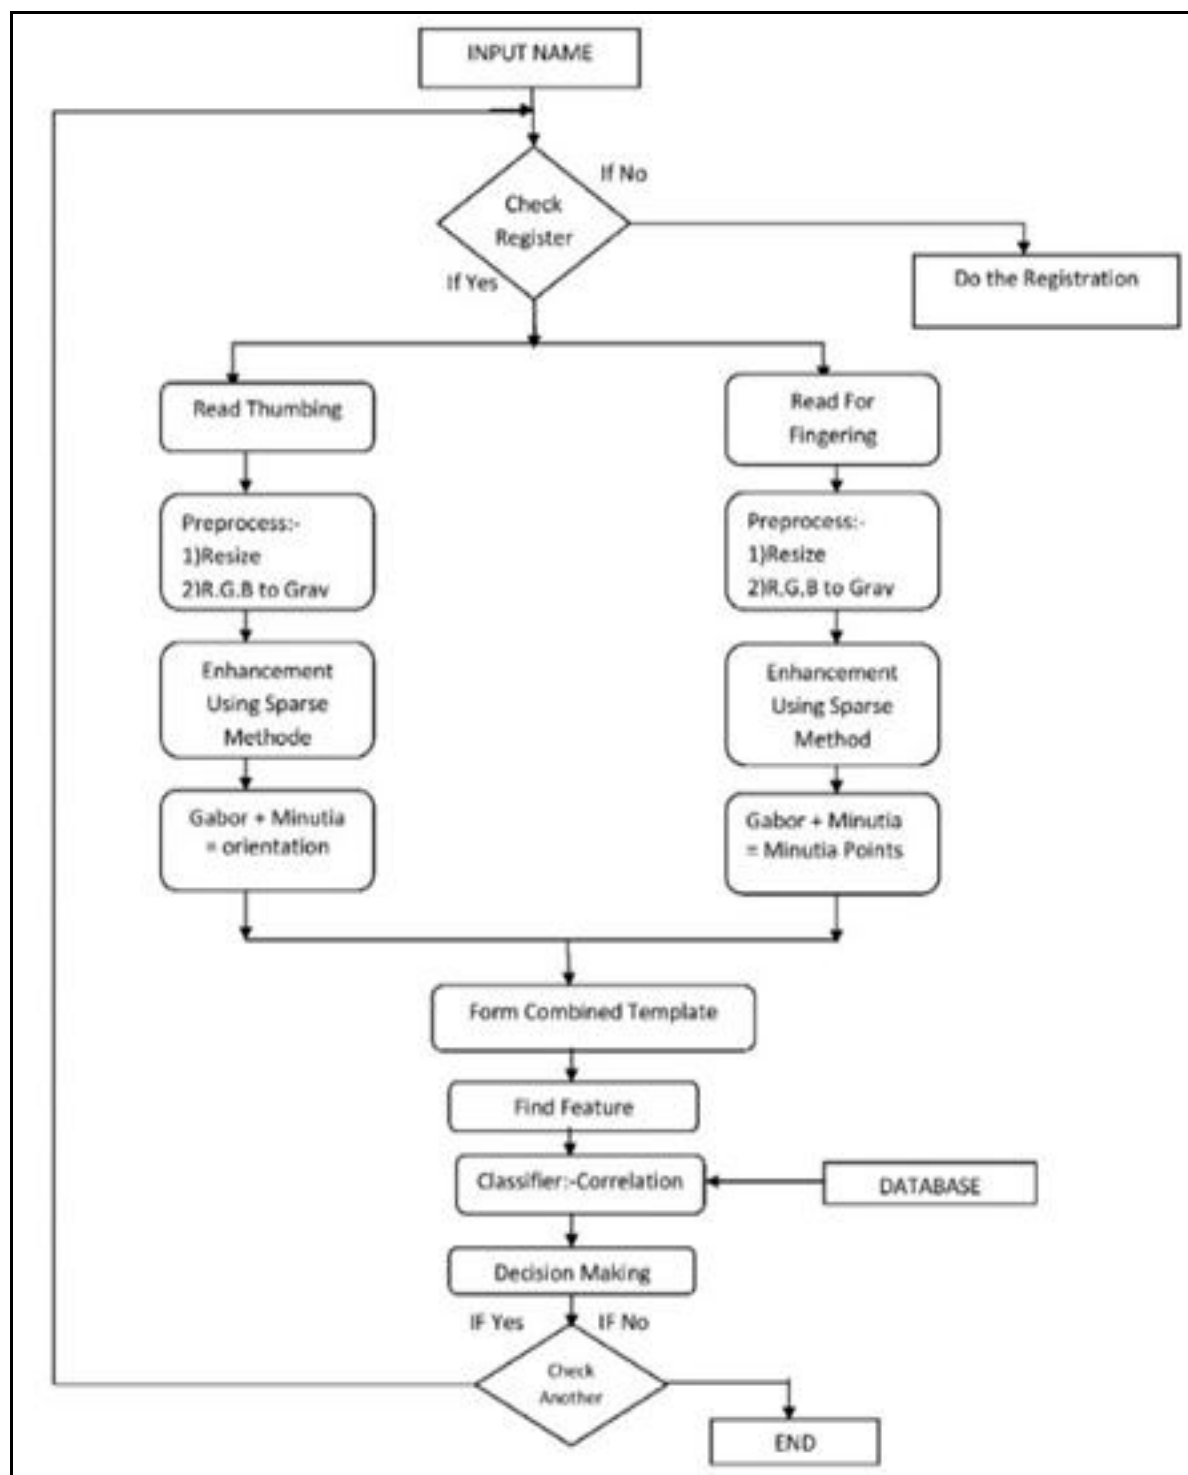 INPUT NAME
If No
Check
Register
If Yes
Do the Registration
Read Thumbing
Read For
Fingering
Preprocess:-
1)Resize
2)R.G.B to Grav
Preprocess:-
1)Resize
2)R.G.B to Grav
Enhancement
Using Sparse
Methode
Enhancement
Using Sparse
Method
Gabor + Minutia
= orientation
Gabor + Minutia
= Minutia Points
Form Combined Template
Find Feature
Classifier:-Correlation
DATABASE
Decision Making
IF Yes
IF No
Check
Another
END